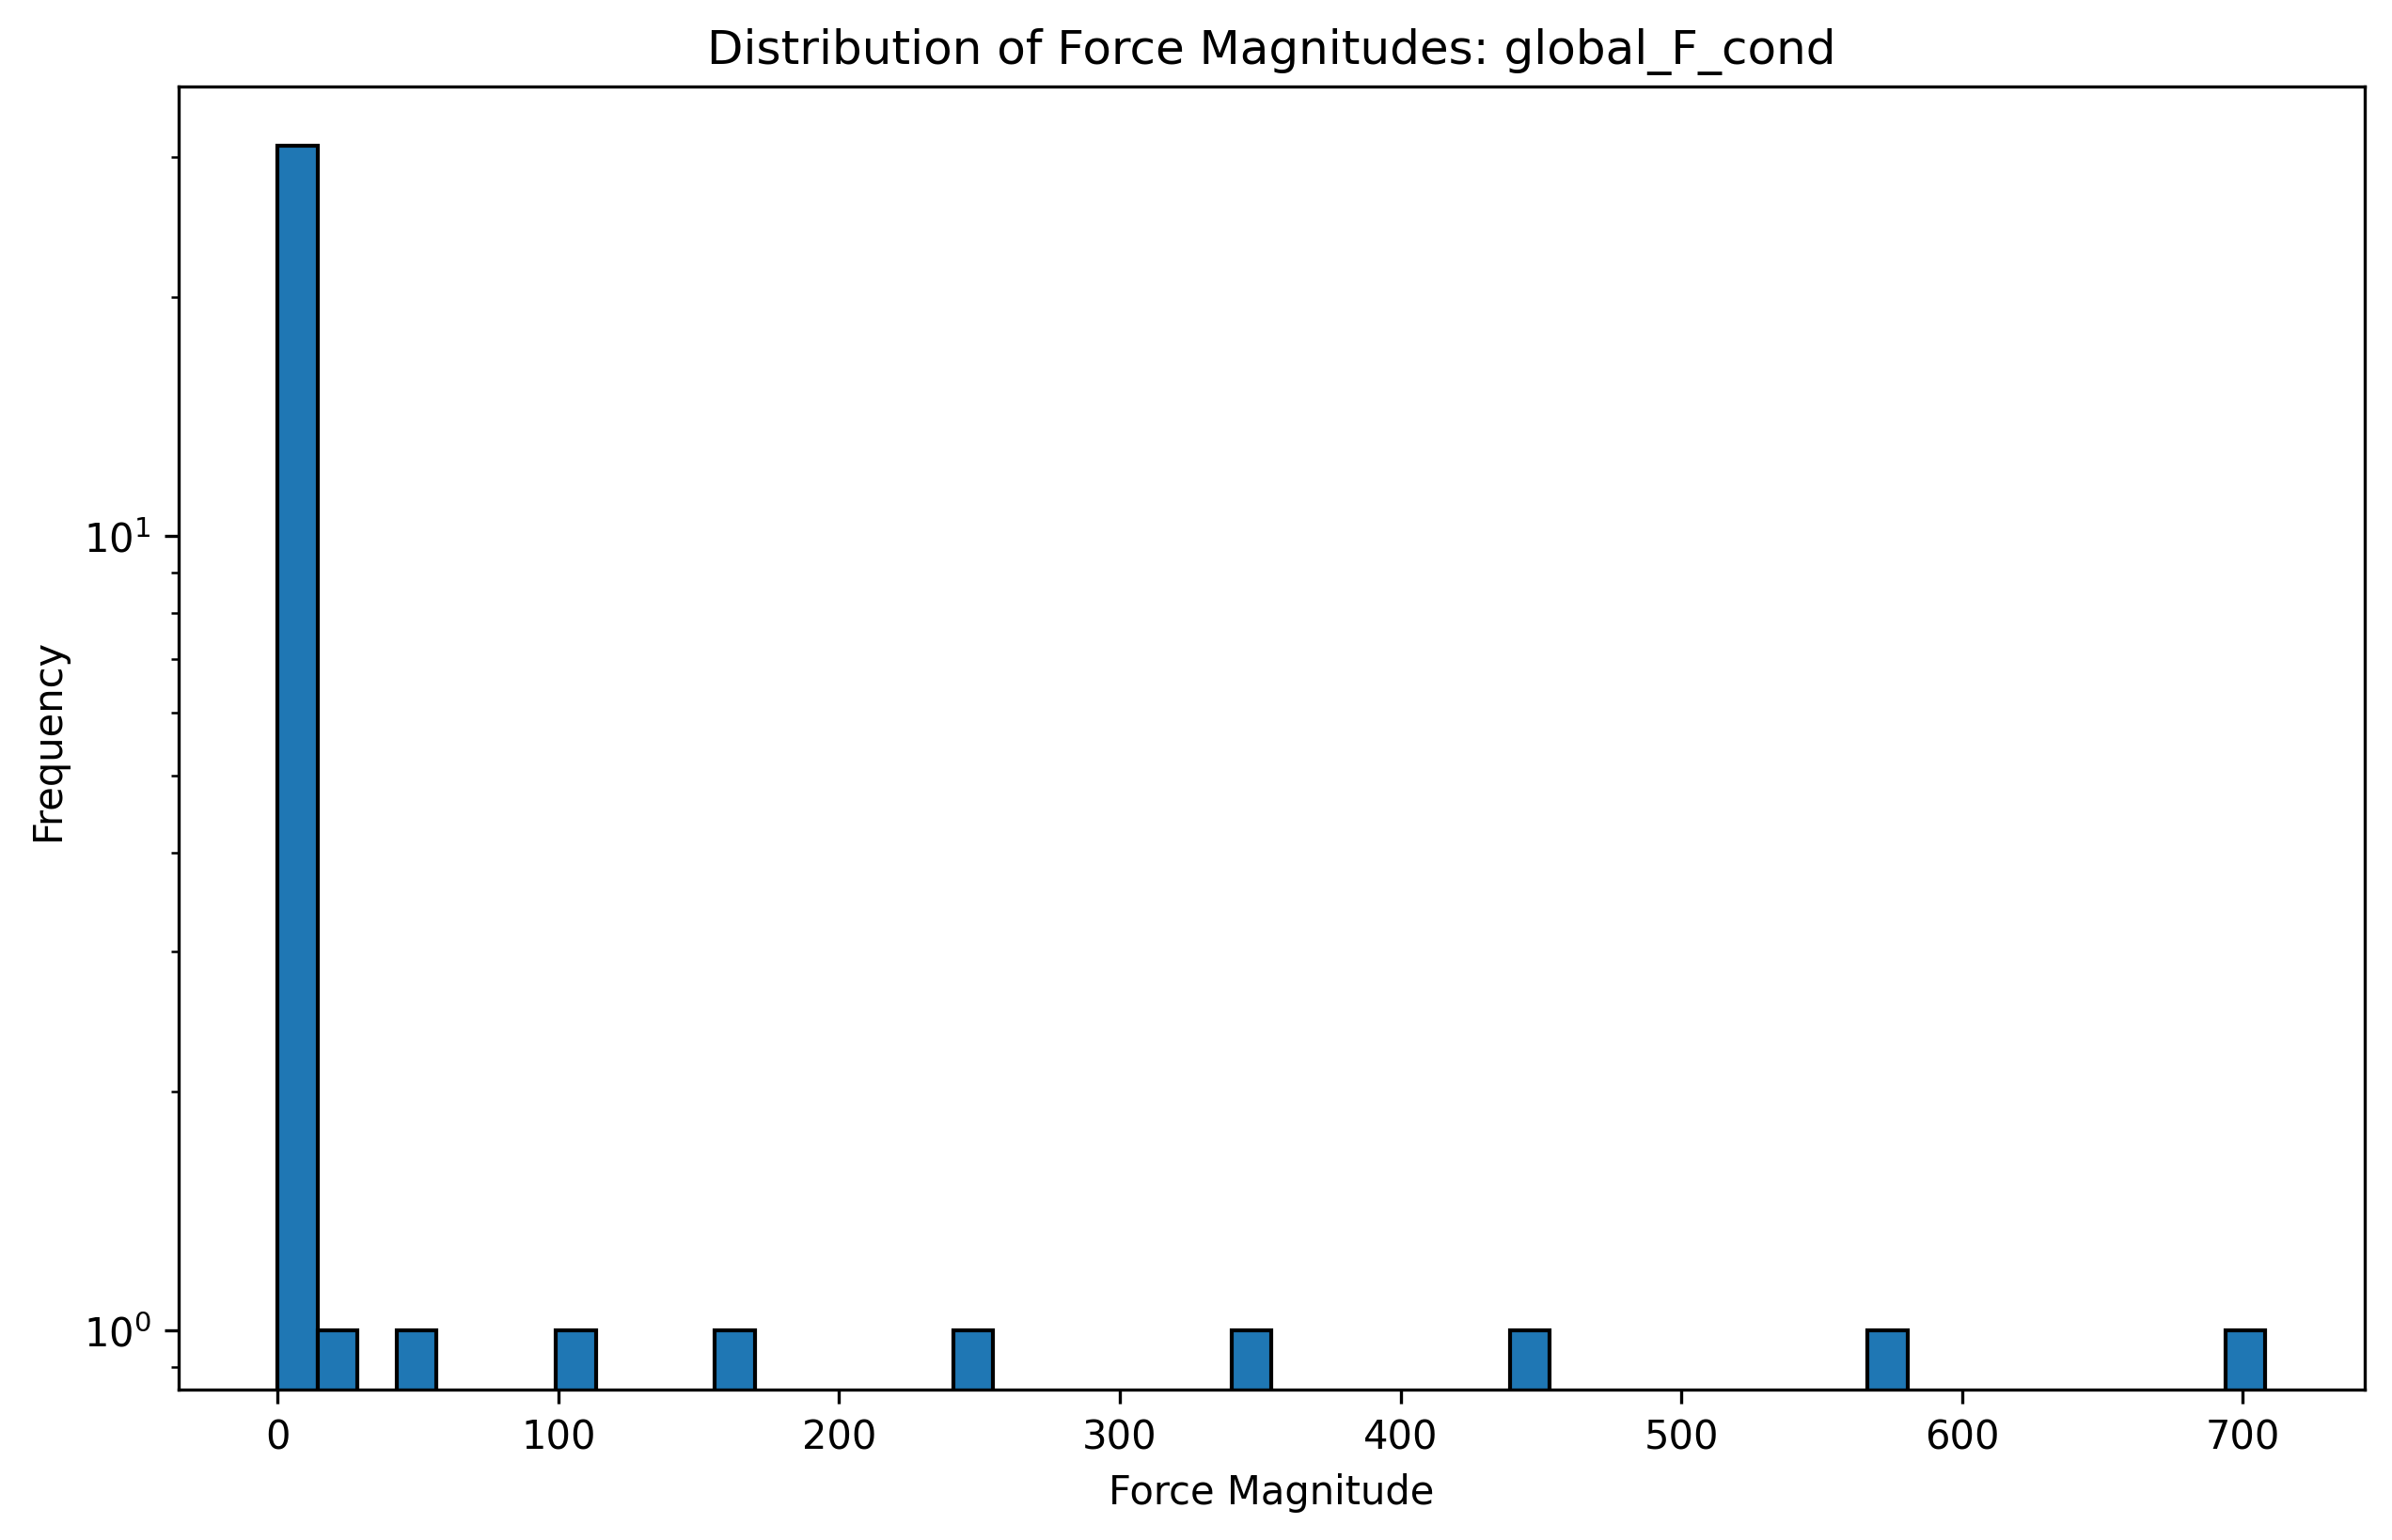 Distribution of Force Magnitudes: global_F_cond
Frequency
10¹
10⁰
0 100 200 300 400 500 600 700
Force Magnitude